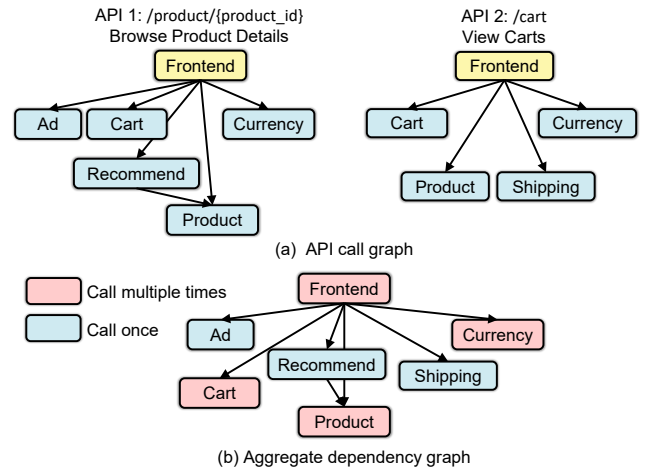 API 1: /product/{product_id}
Browse Product Details
Frontend
Ad
Cart
Currency
Recommend
Product
API 2: /cart
View Carts
Frontend
Cart
Currency
Product
Shipping
(a) API call graph
Call multiple times
Call once
Frontend
Ad
Currency
Recommend
Shipping
Cart
Product
(b) Aggregate dependency graph